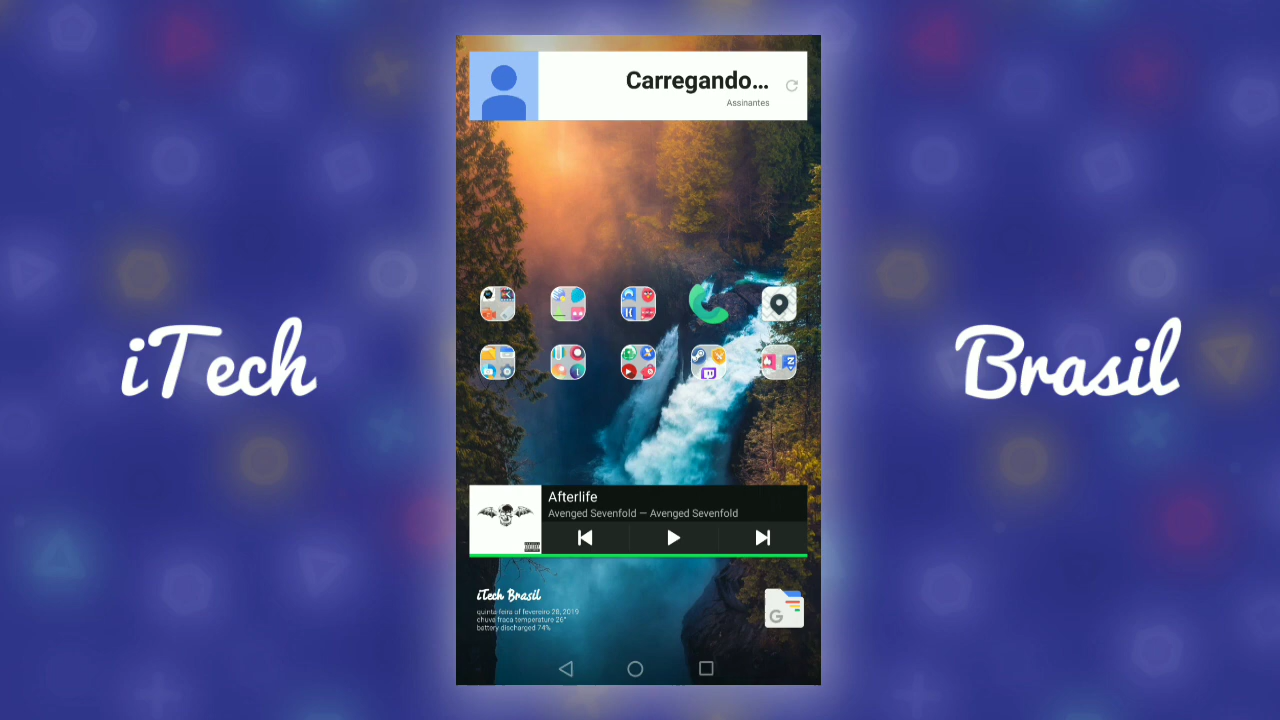 Carregando...
Assinantes
iTech
Brasil
Afterlife
Avenged Sevenfold — Avenged Sevenfold
iTech Brasil
quinta-feira of fevereiro 28, 2019
chuva fraca temperature 26°
battery discharged 74%
G